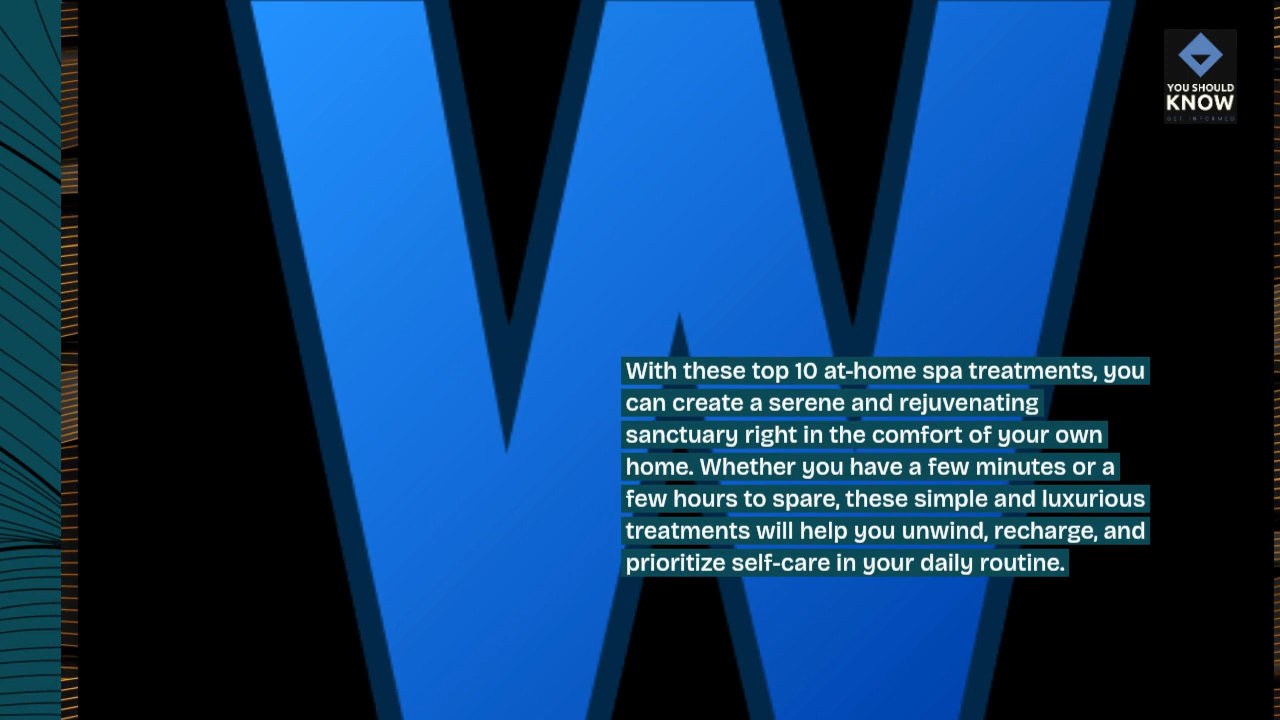 YOU SHOULD
KNOW
GET INFORMED
With these top 10 at-home spa treatments, you
can create a serene and rejuvenating
sanctuary right in the comfort of your own
home. Whether you have a few minutes or a
few hours to spare, these simple and luxurious
treatments will help you unwind, recharge, and
prioritize self-care in your daily routine.